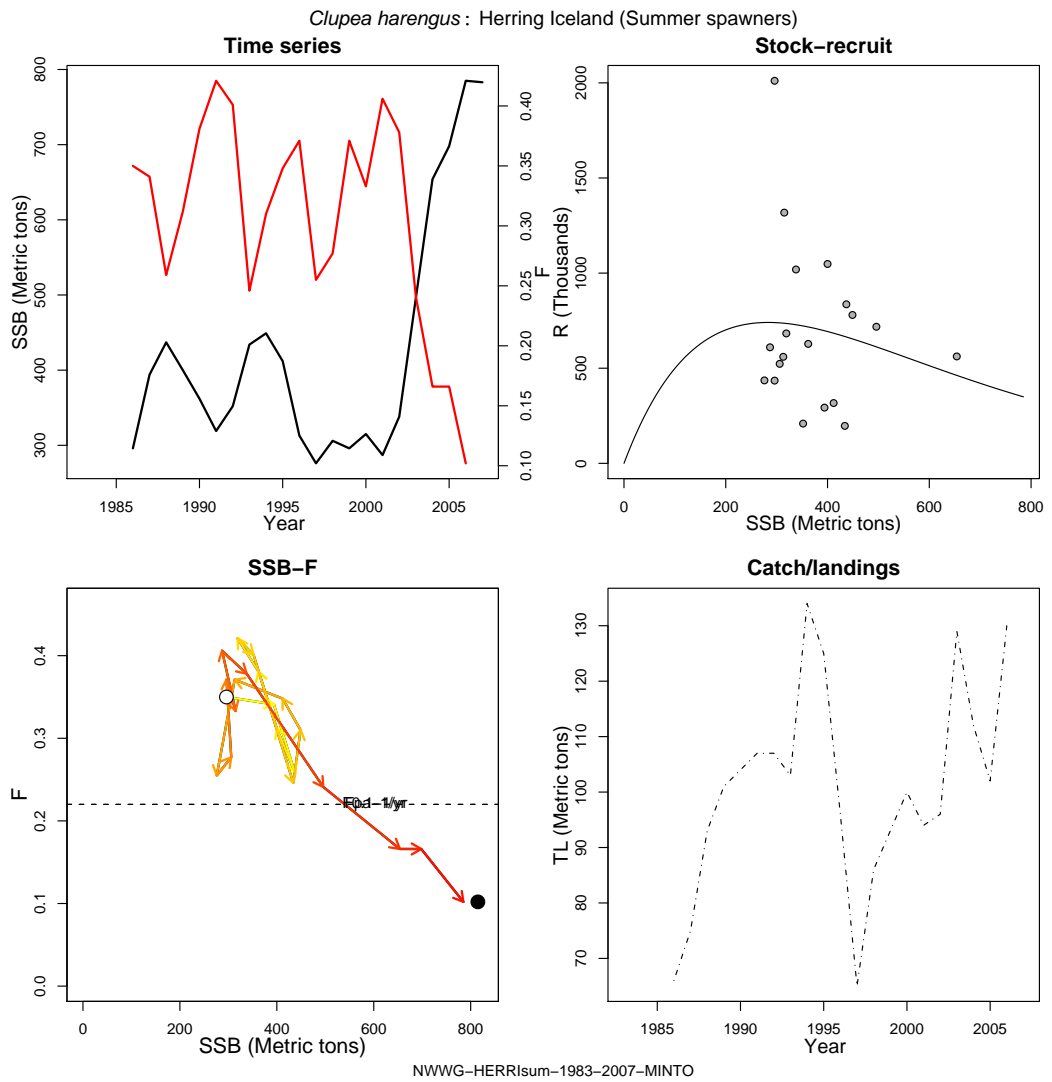 Clupea harengus : Herring Iceland (Summer spawners)
Time series
800
700
600
500
400
300
SSB (Metric tons)
0.40
0.35
0.30
0.25
0.20
0.15
0.10
F
1985 1990 1995 2000 2005
Year
Stock−recruit
2000
1500
1000
500
0
R (Thousands)
0 200 400 600 800
SSB (Metric tons)
SSB−F
0.4
0.3
0.2
0.1
0.0
F
0 200 400 600 800
SSB (Metric tons)
Catch/landings
130
120
110
100
90
80
70
TL (Metric tons)
1985 1990 1995 2000 2005
Year
NWWG−HERRIsum−1983−2007−MINTO